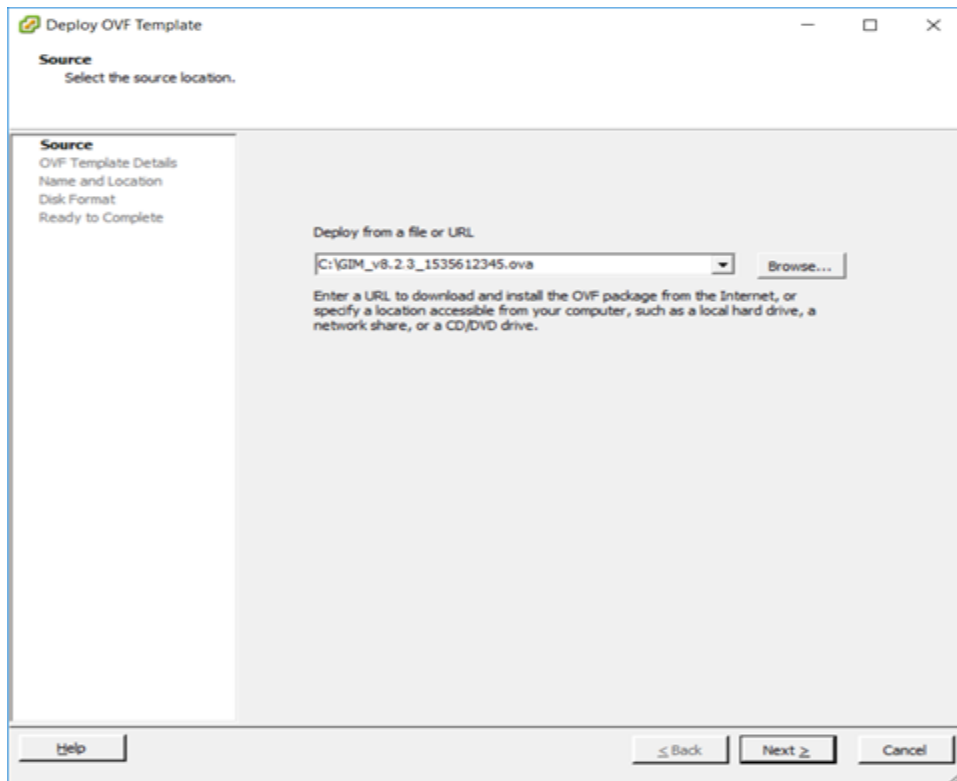 Deploy OVF Template
Source
Select the source location.
Source
OVF Template Details
Name and Location
Disk Format
Ready to Complete
Deploy from a file or URL
C:\GIM_v8.2.3_1535612345.ova
Browse...
Enter a URL to download and install the OVF package from the Internet, or
specify a location accessible from your computer, such as a local hard drive, a
network share, or a CD/DVD drive.
Help
≤ Back
Next ≥
Cancel